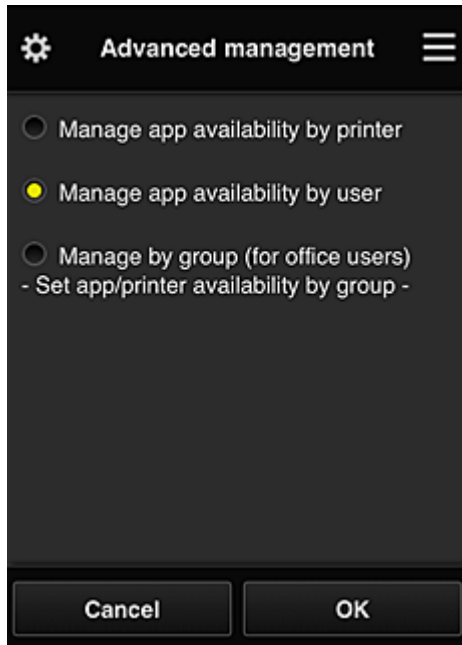 Advanced management
Manage app availability by printer
Manage app availability by user
Manage by group (for office users)
- Set app/printer availability by group -
Cancel
OK